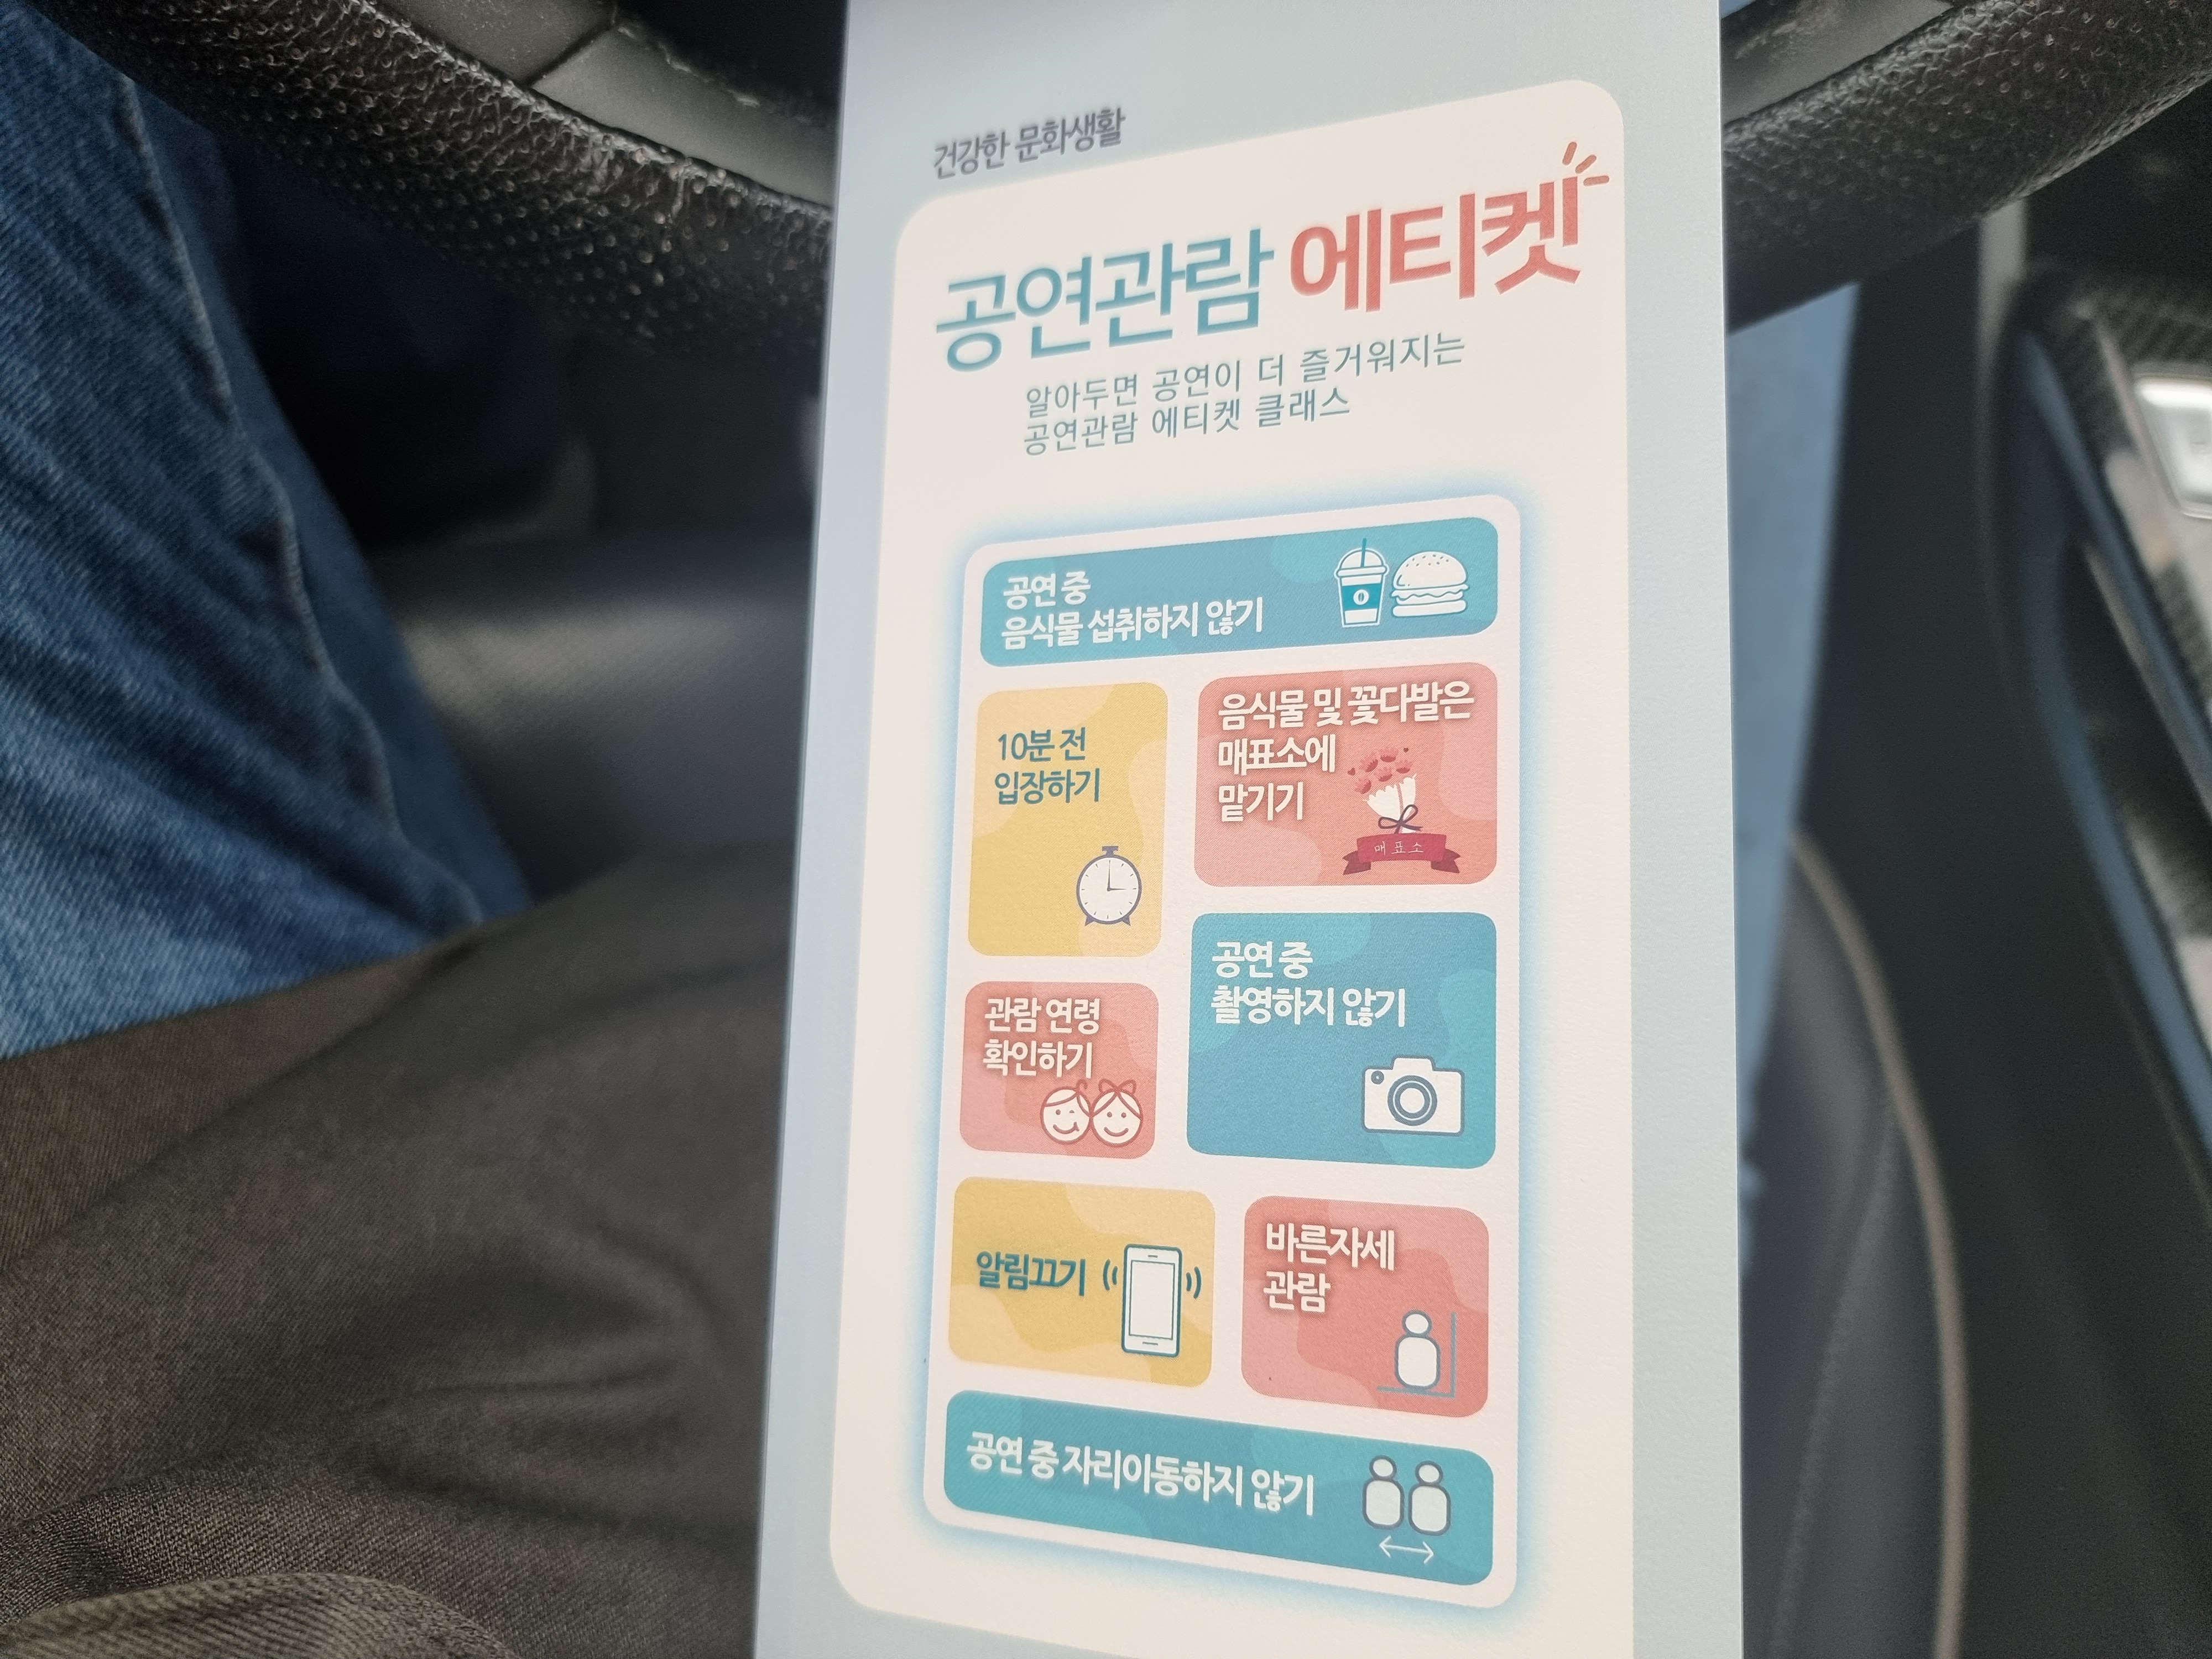 건강한 문화생활
공연관람 에티켓
알아두면 공연이 더 즐거워지는
공연관람 에티켓 클래스
공연 중
음식물 섭취하지 않기
10분 전
입장하기
음식물 및 꽃다발은
매표소에
맡기기
매표소
관람 연령
확인하기
공연 중
촬영하지 않기
알림끄기
바른자세
관람
공연 중 자리이동하지 않기